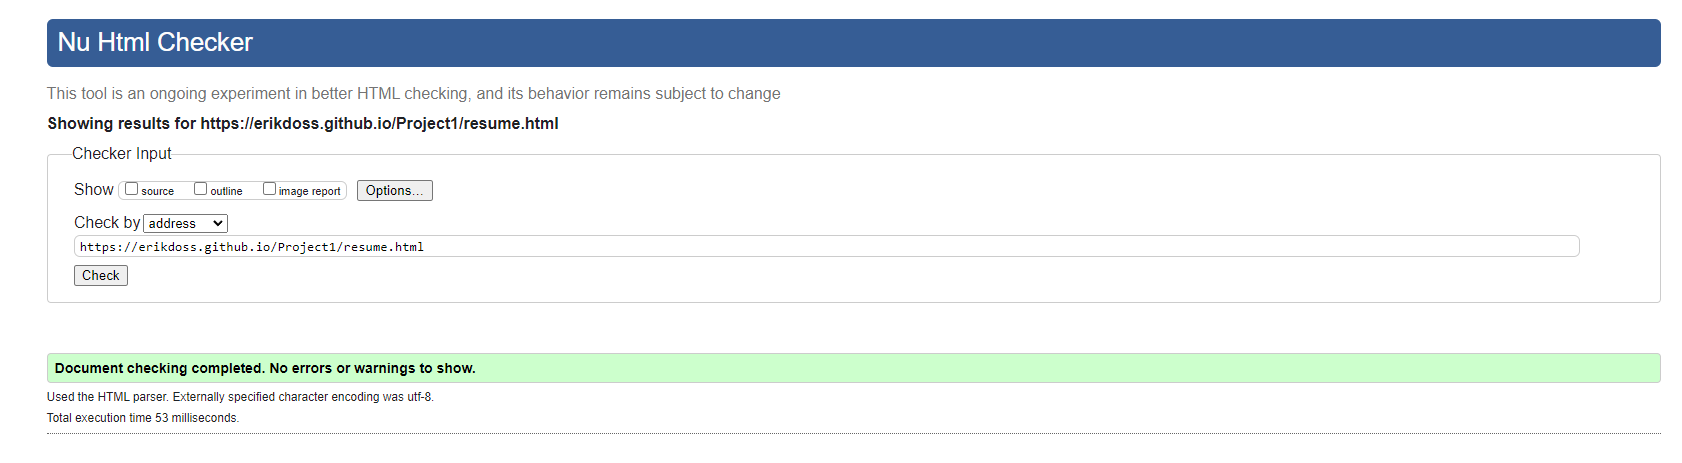 Nu Html Checker
This tool is an ongoing experiment in better HTML checking, and its behavior remains subject to change
Showing results for https://erikdoss.github.io/Project1/resume.html
Checker Input
Show source outline image report Options...
Check by address
https://erikdoss.github.io/Project1/resume.html
Check
Document checking completed. No errors or warnings to show.
Used the HTML parser. Externally specified character encoding was utf-8.
Total execution time 53 milliseconds.